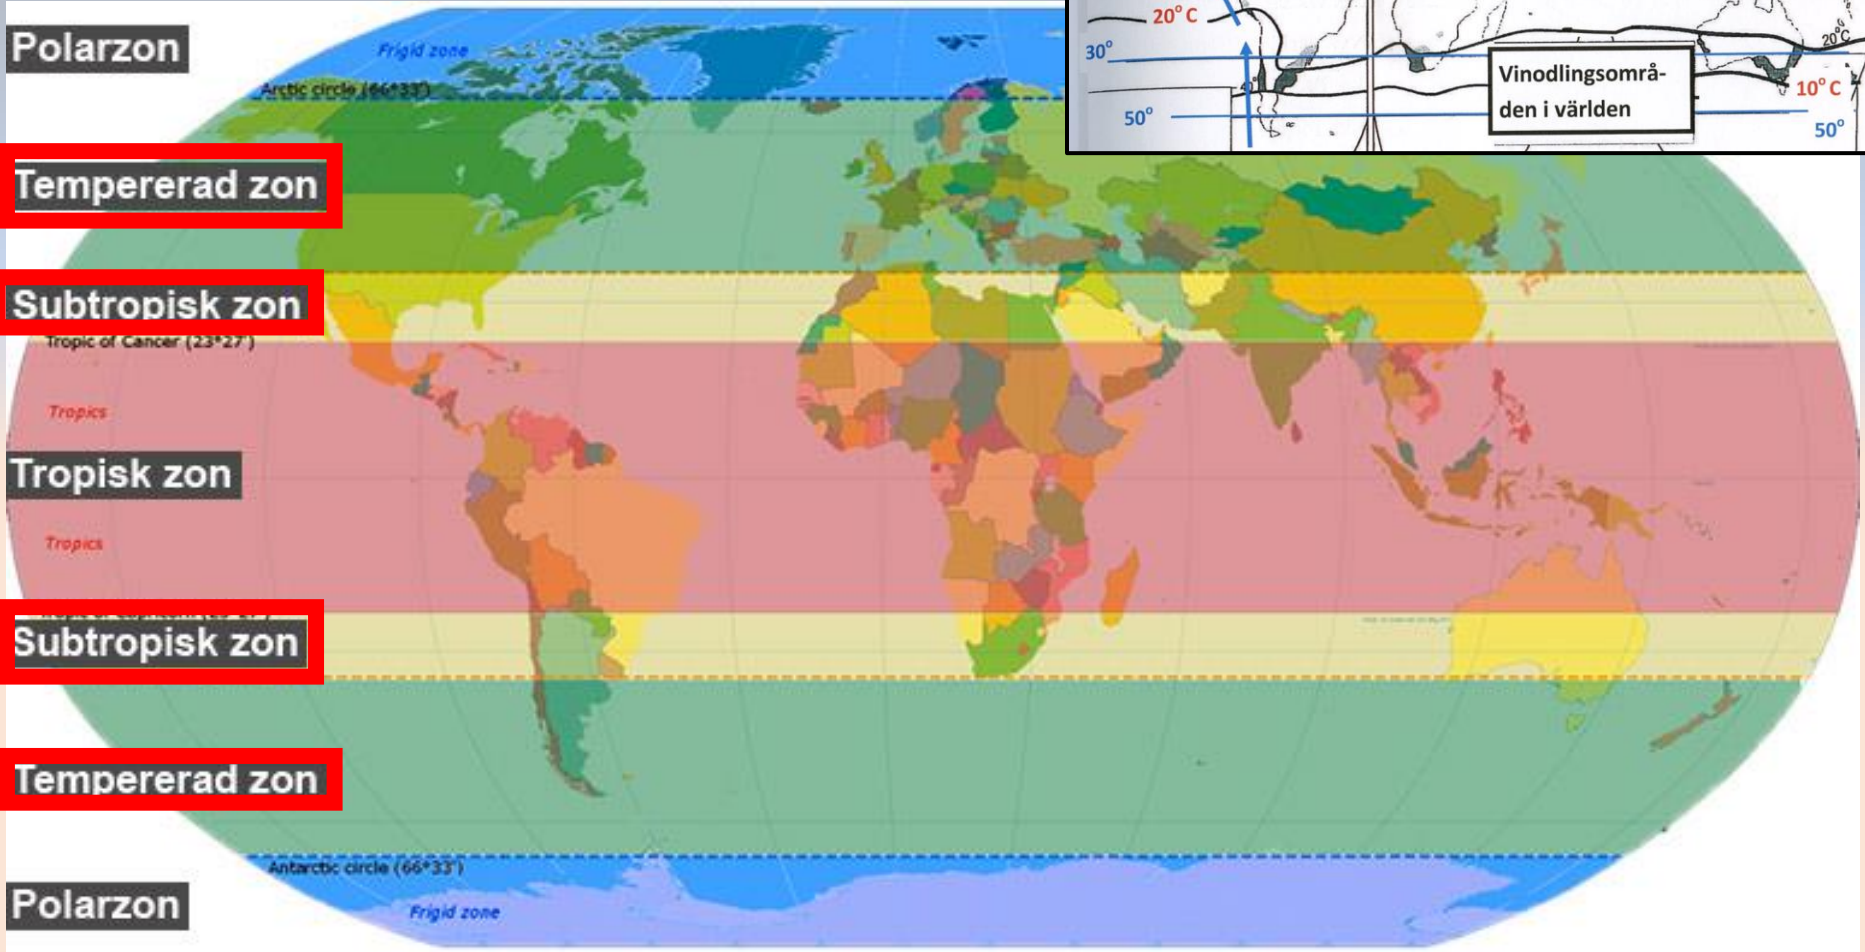 Polarzon
Frigid zone
Arctic circle (66°33')
20° C
20°C
30°
40°
Vinodlingsområ-
den i världen
10° C
50°
50°
Tempererad zon
Subtropisk zon
Tropic of Cancer (23°27')
Tropics
Tropisk zon
Tropics
Subtropisk zon
Tempererad zon
Antarctic circle (66°33')
Polarzon
Frigid zone